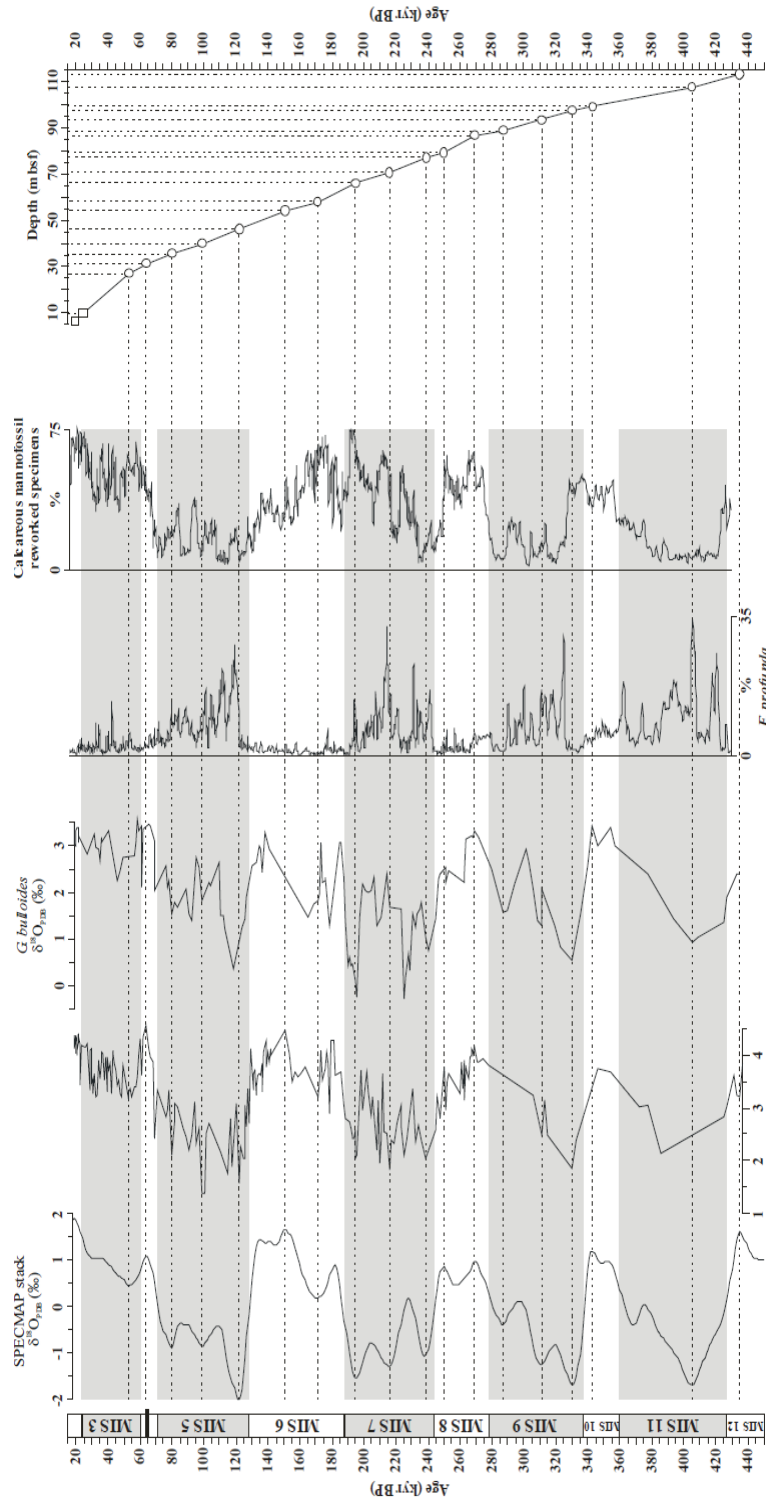 Age (kyr BP)
20 40 60 80 100 120 140 160 180 200 220 240 260 280 300 320 340 360 380 400 420 440
110
90
70
50
30
10
Depth (mbsf)
Calcareous nannofossil
reworked specimens
75
%
0
35
%
0
F. profunda
G bulloides
δ¹⁸O PDB (‰)
3
2
1
0
4
3
2
1
SPECMAP stack
δ¹⁸O PDB (‰)
2
1
0
-1
-2
MIS 3
MIS 5
MIS 6
MIS 7
MIS 8
MIS 9
MIS 10
MIS 11
MIS 12
20 40 60 80 100 120 140 160 180 200 220 240 260 280 300 320 340 360 380 400 420 440
Age (kyr BP)